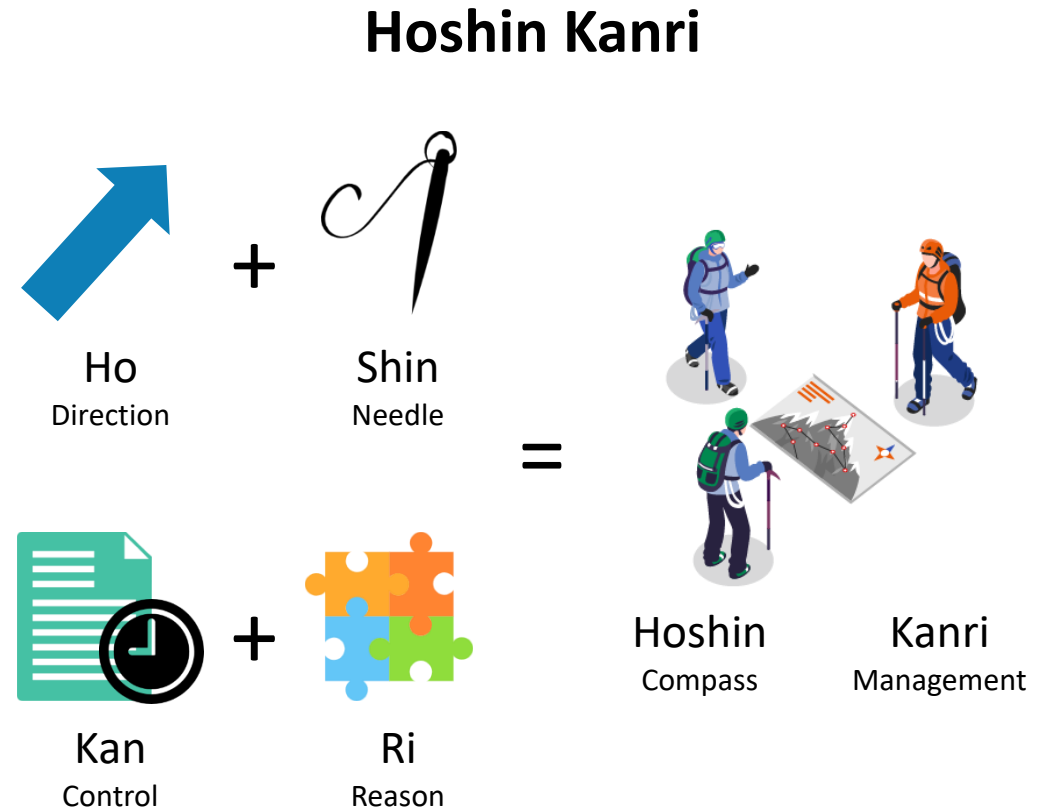 Hoshin Kanri
+
Ho
Direction
Shin
Needle
=
+
Kan
Control
Ri
Reason
Hoshin
Compass
Kanri
Management